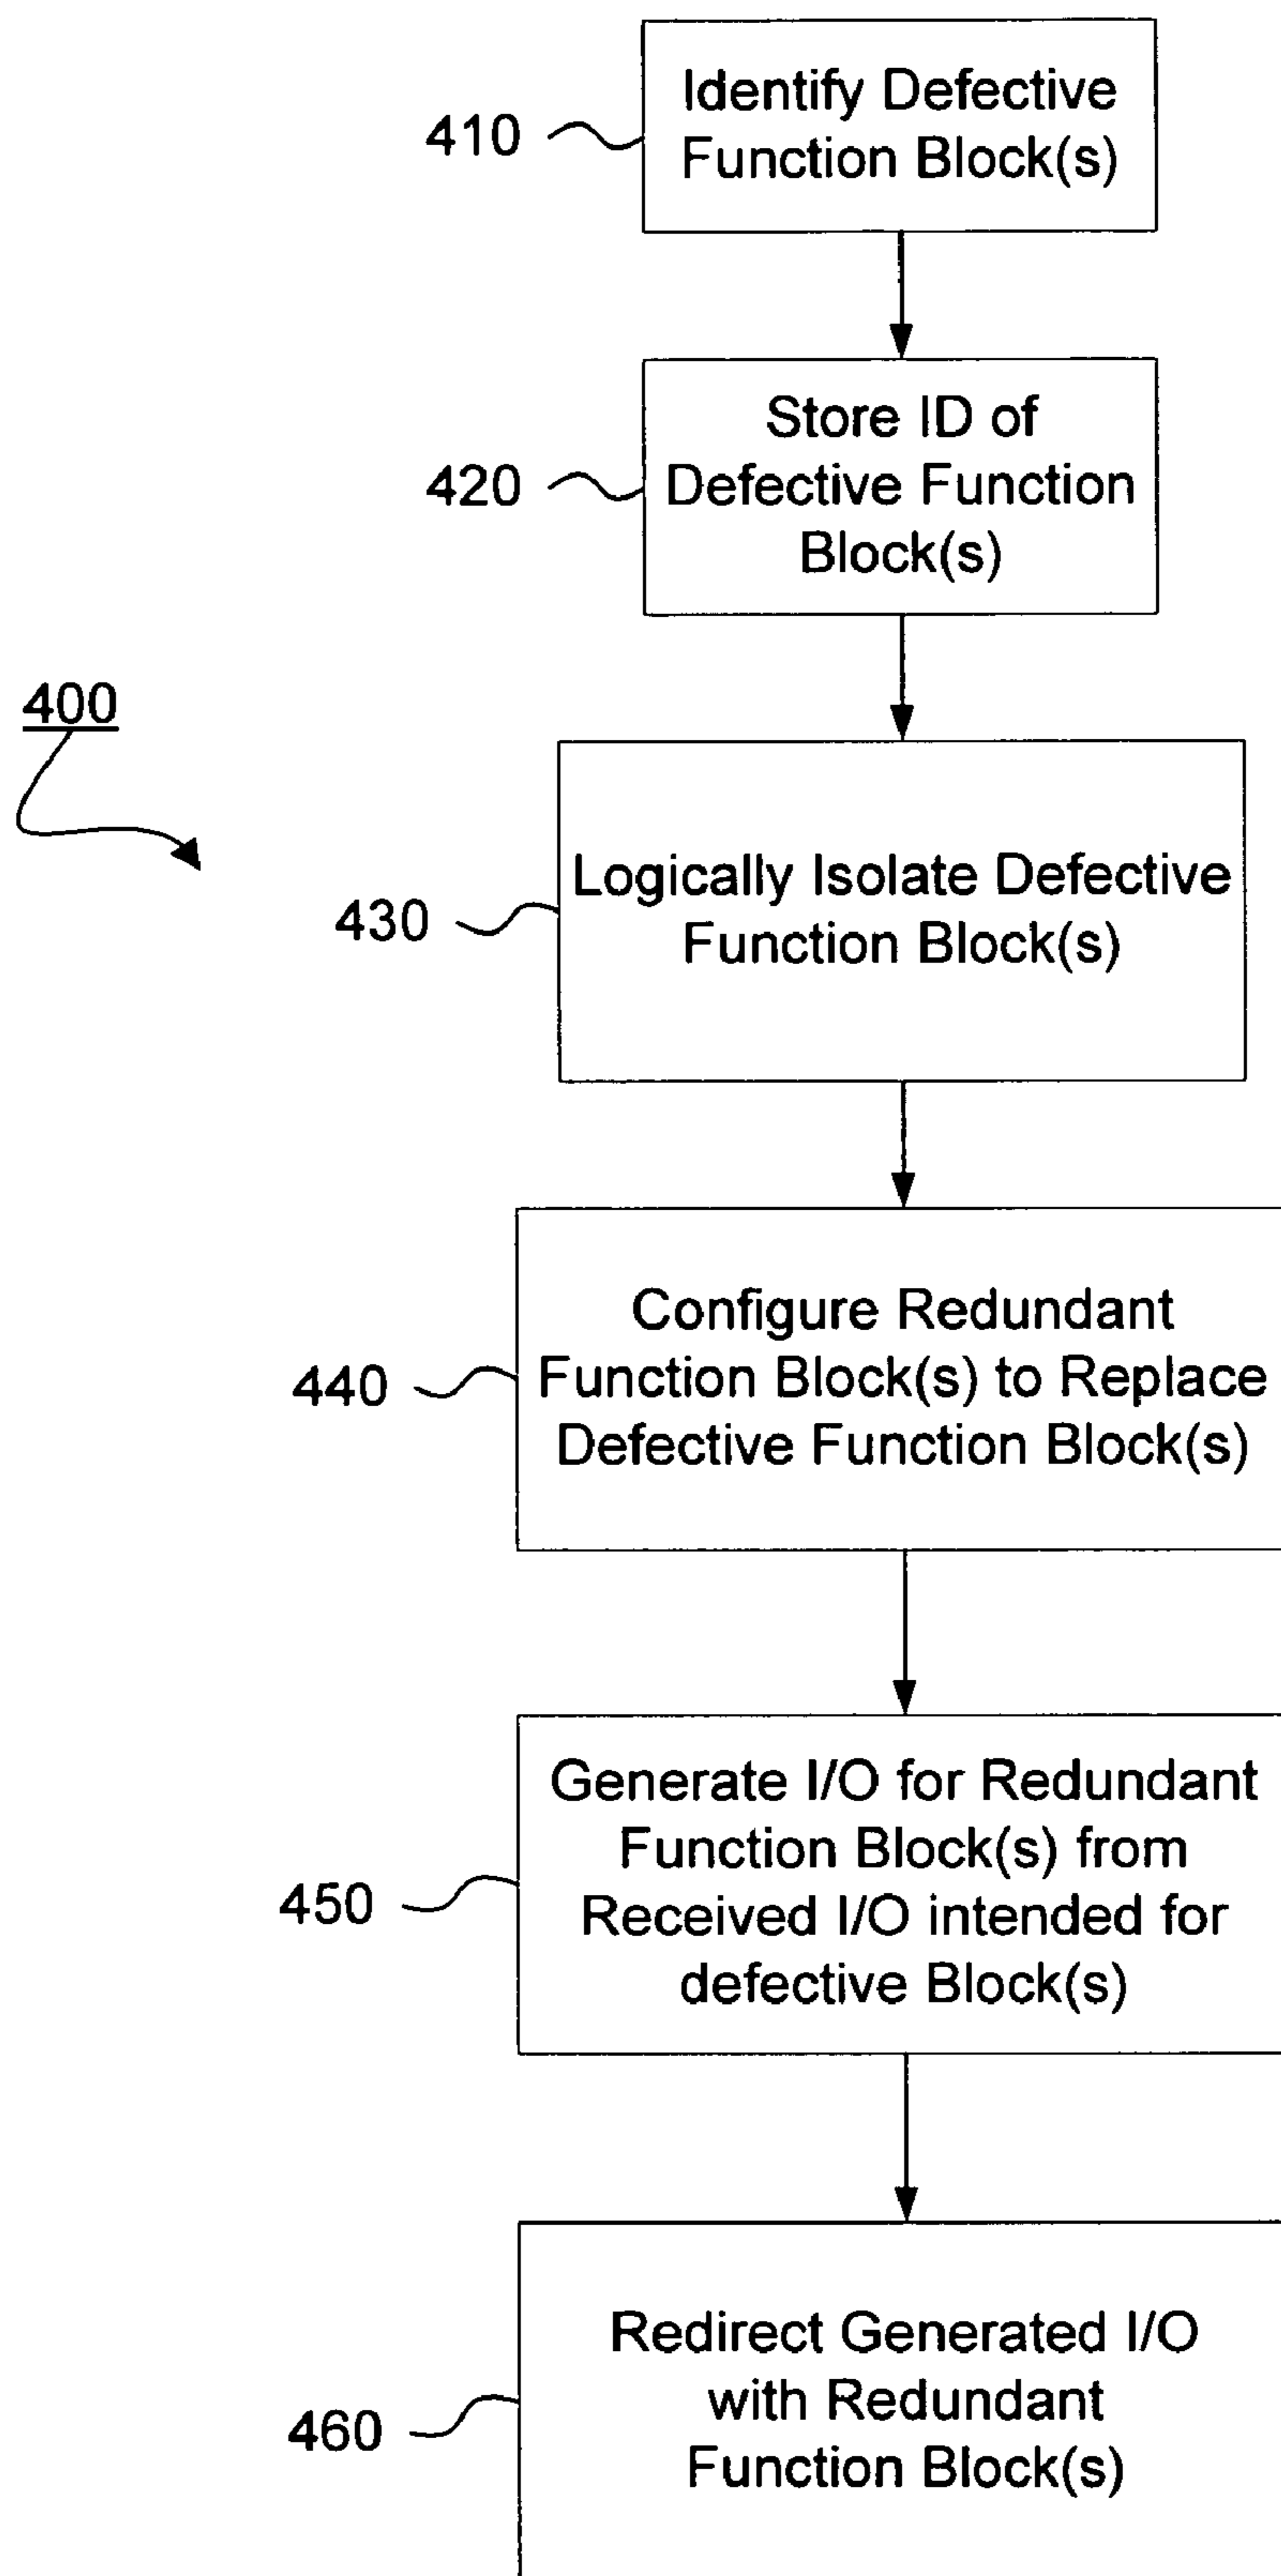 Identify Defective
Function Block(s)
410
Store ID of
Defective Function
Block(s)
420
400
Logically Isolate Defective
Function Block(s)
430
Configure Redundant
Function Block(s) to Replace
Defective Function Block(s)
440
Generate I/O for Redundant
Function Block(s) from
Received I/O intended for
defective Block(s)
450
Redirect Generated I/O
with Redundant
Function Block(s)
460